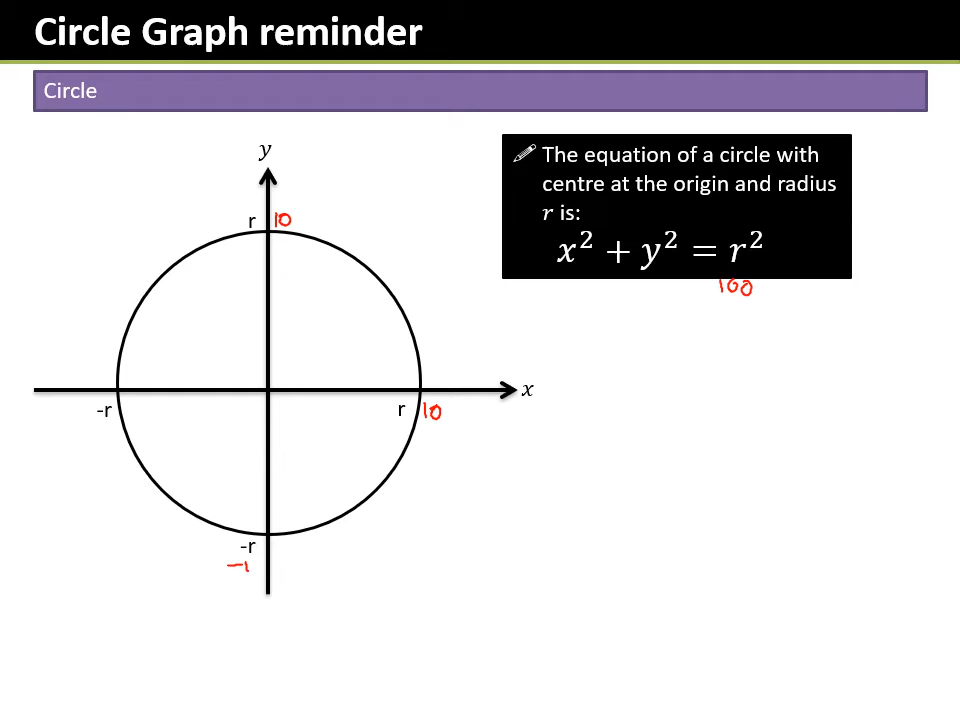 Circle Graph reminder
Circle
y
r 10
The equation of a circle with
centre at the origin and radius
r is:
x² + y² = r²
100
x
-r
r 10
-r
-1